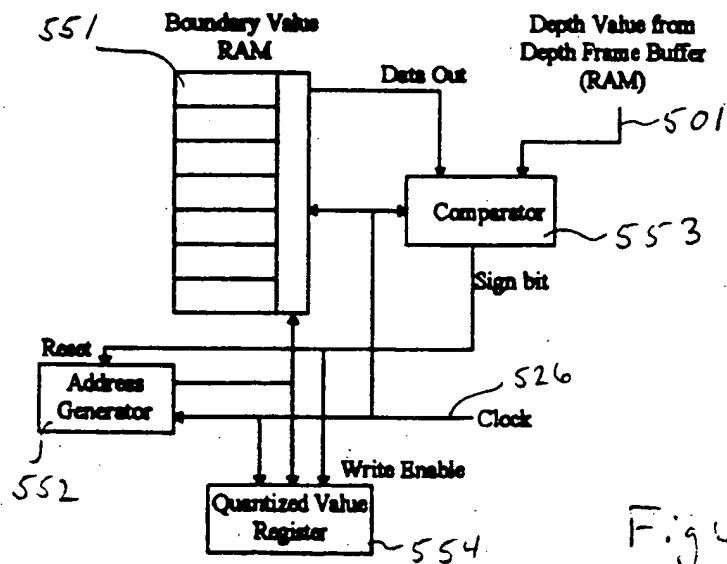 551
Boundary Value
RAM
Data Out
Depth Value from
Depth Frame Buffer
(RAM)
501
Comparator
553
Sign bit
Reset
Address
Generator
552
526
Clock
Write Enable
Quantized Value
Register
554